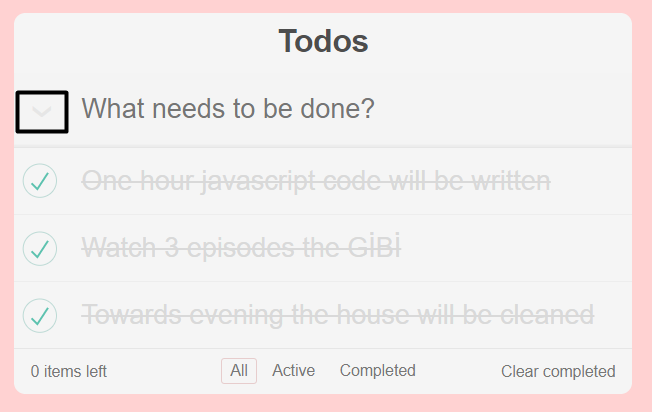 Todos
What needs to be done?
One hour javascript code will be written
Watch 3 episodes the GİBİ
Towards evening the house will be cleaned
0 items left All Active Completed Clear completed